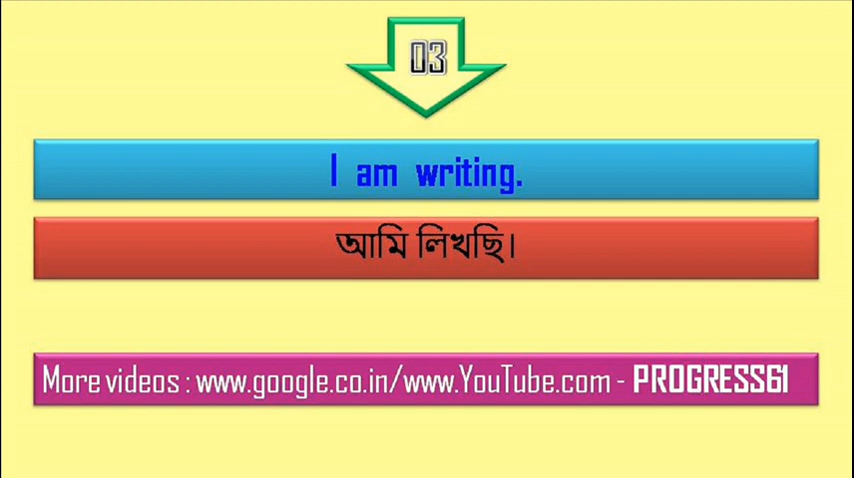 03
I am writing.
আমি লিখছি।
More videos : www.google.co.in/www.YouTube.com - PROGRESS61